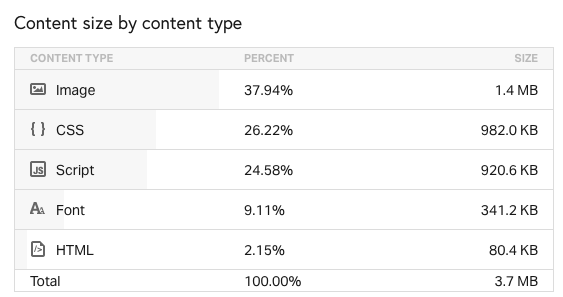 Content size by content type
CONTENT TYPE PERCENT SIZE
Image 37.94% 1.4 MB
{ } CSS 26.22% 982.0 KB
JS Script 24.58% 920.6 KB
AA Font 9.11% 341.2 KB
</> HTML 2.15% 80.4 KB
Total 100.00% 3.7 MB